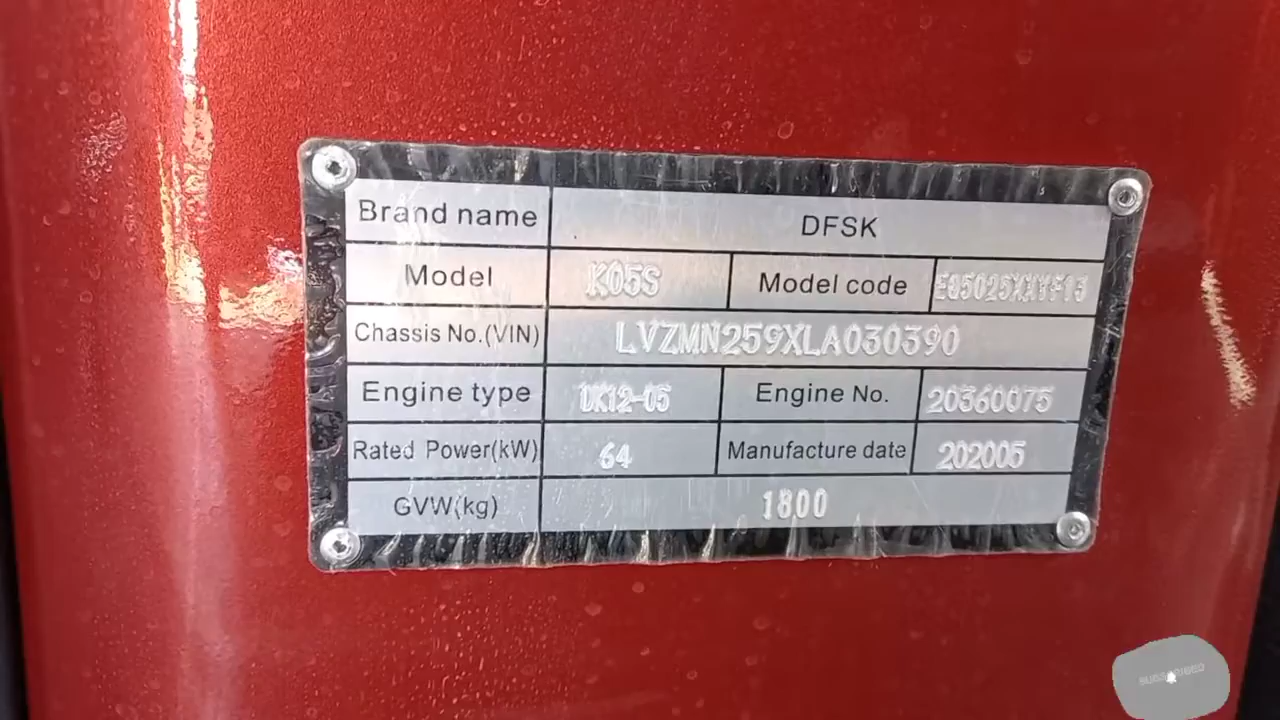 Brand name DFSK
Model K05S Model code
Chassis No.(VIN) LVZMN259XLA030390
Engine type DK12-05 Engine No. 20360075
Rated Power(kW) 64 Manufacture date 202005
GVW(kg) 1800
SUBSCRIBED